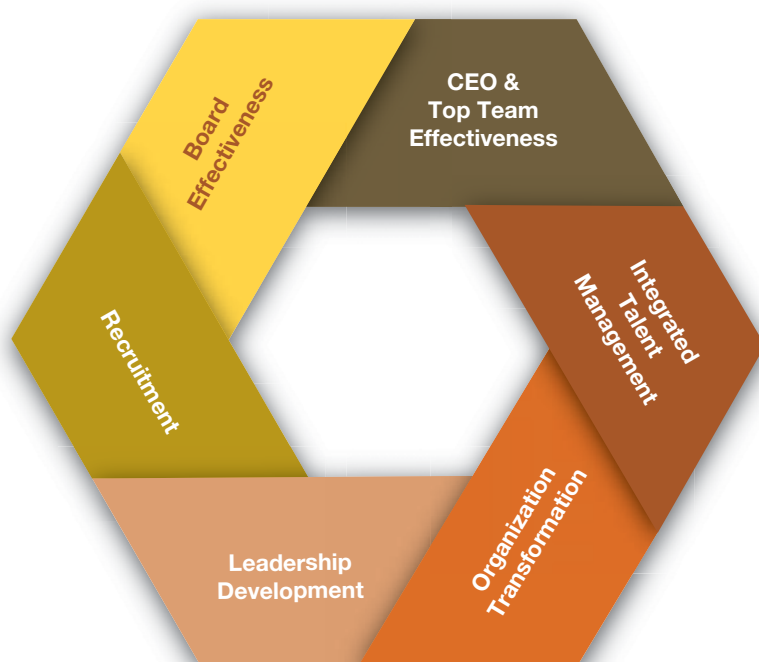 Board
Effectiveness
CEO &
Top Team
Effectiveness
Integrated
Talent
Management
Organization
Transformation
Leadership
Development
Recruitment